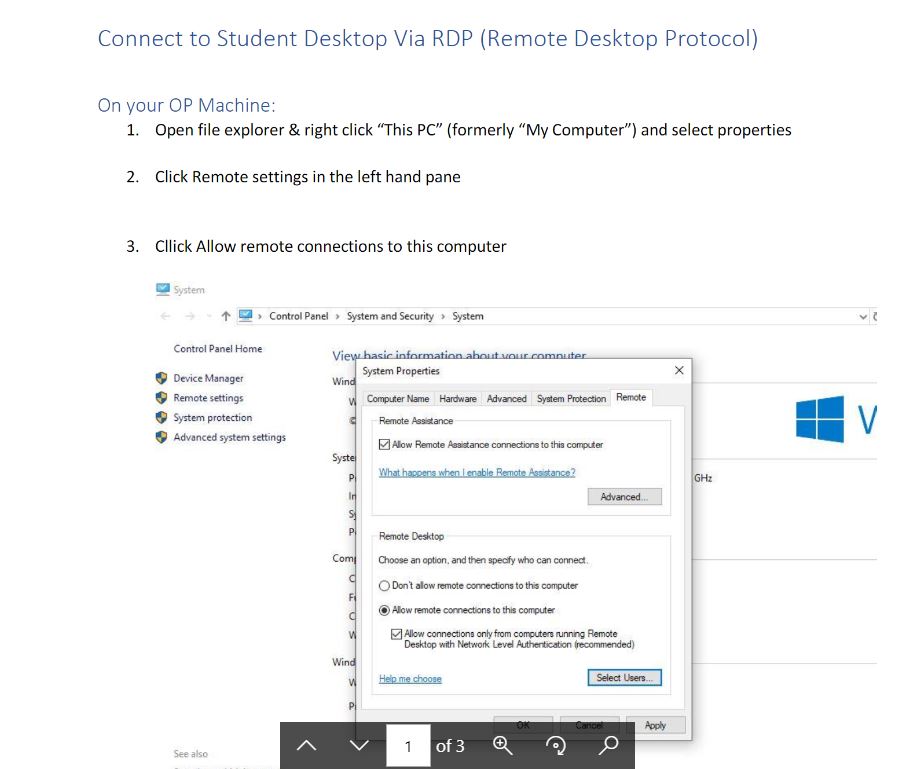 Connect to Student Desktop Via RDP (Remote Desktop Protocol)
On your OP Machine:
1. Open file explorer & right click “This PC” (formerly “My Computer”) and select properties
2. Click Remote settings in the left hand pane
3. Cllick Allow remote connections to this computer
System
Control Panel › System and Security › System
Control Panel Home
Device Manager
Remote settings
System protection
Advanced system settings
View basic information about your computer
Wind
Syste
Wind
GHz
System Properties
Computer Name Hardware Advanced System Protection Remote
Remote Assistance
Allow Remote Assistance connections to this computer
What happens when I enable Remote Assistance?
Advanced...
Remote Desktop
Choose an option, and then specify who can connect.
Don't allow remote connections to this computer
Allow remote connections to this computer
Allow connections only from computers running Remote
Desktop with Network Level Authentication (recommended)
Help me choose
Select Users...
OK Cancel Apply
1 of 3
See also